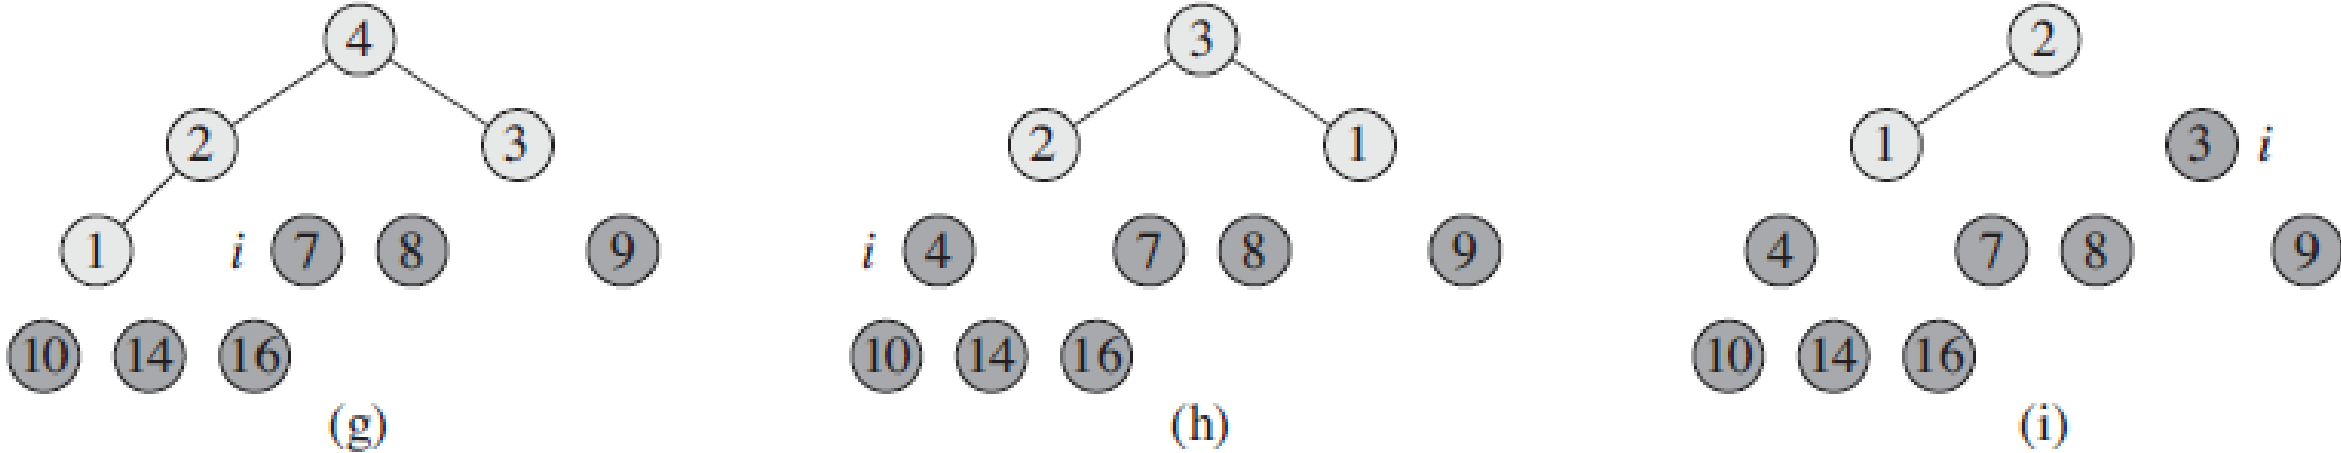 4 3 2
2 3 2 1 1 3 i
1 i 7 8 9 i 4 7 8 9 4 7 8 9
10 14 16 10 14 16 10 14 16
(g) (h) (i)